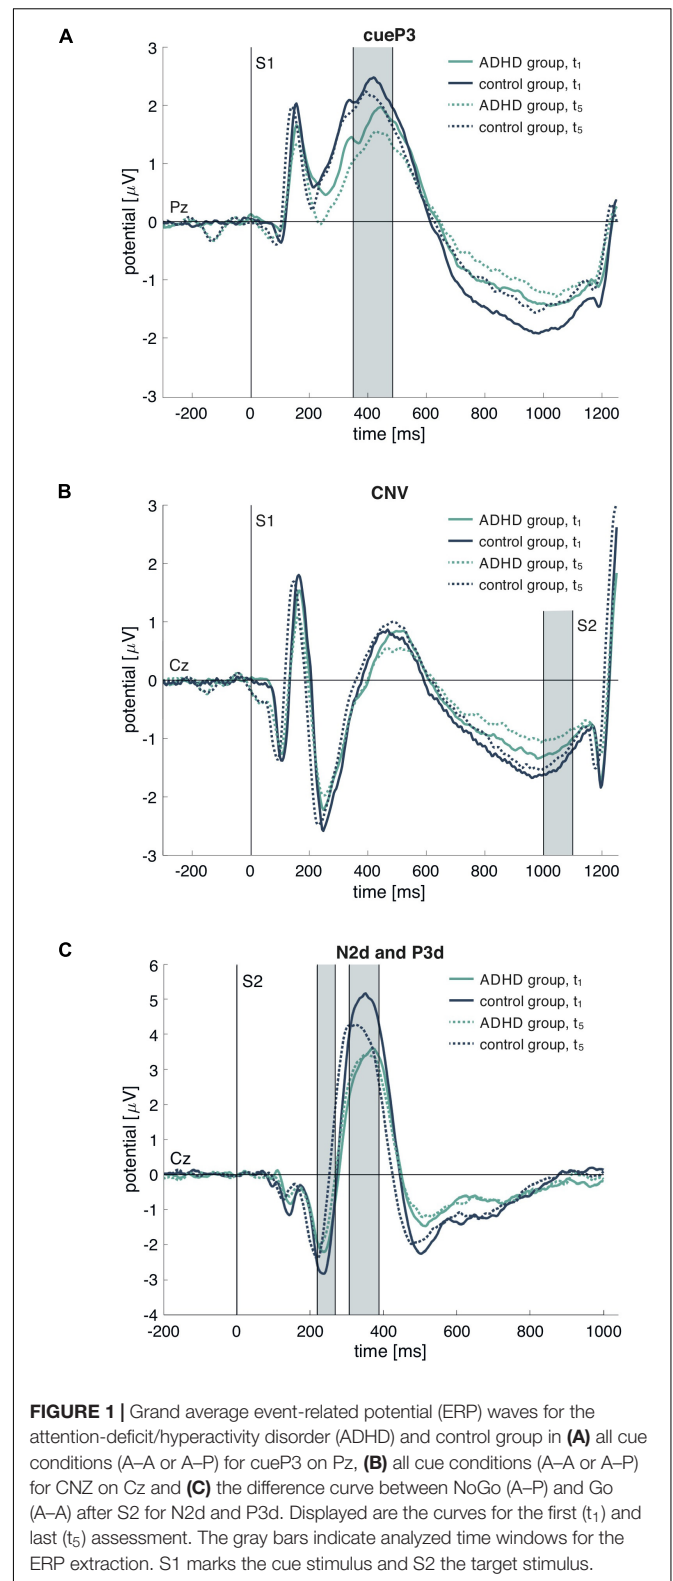 A
cueP3
3
2
1
0
-1
-2
-3
potential [µV]
Pz
S1
ADHD group, t₁
control group, t₁
ADHD group, t₅
control group, t₅
-200 0 200 400 600 800 1000 1200
time [ms]
B
CNV
3
2
1
0
-1
-2
-3
potential [µV]
Cz
S1
ADHD group, t₁
control group, t₁
ADHD group, t₅
control group, t₅
S2
-200 0 200 400 600 800 1000 1200
time [ms]
C
N2d and P3d
6
5
4
3
2
1
0
-1
-2
-3
-4
potential [µV]
Cz
S2
ADHD group, t₁
control group, t₁
ADHD group, t₅
control group, t₅
-200 0 200 400 600 800 1000
time [ms]
FIGURE 1 | Grand average event-related potential (ERP) waves for the
attention-deficit/hyperactivity disorder (ADHD) and control group in (A) all cue
conditions (A–A or A–P) for cueP3 on Pz, (B) all cue conditions (A–A or A–P)
for CNZ on Cz and (C) the difference curve between NoGo (A–P) and Go
(A–A) after S2 for N2d and P3d. Displayed are the curves for the first (t₁) and
last (t₅) assessment. The gray bars indicate analyzed time windows for the
ERP extraction. S1 marks the cue stimulus and S2 the target stimulus.